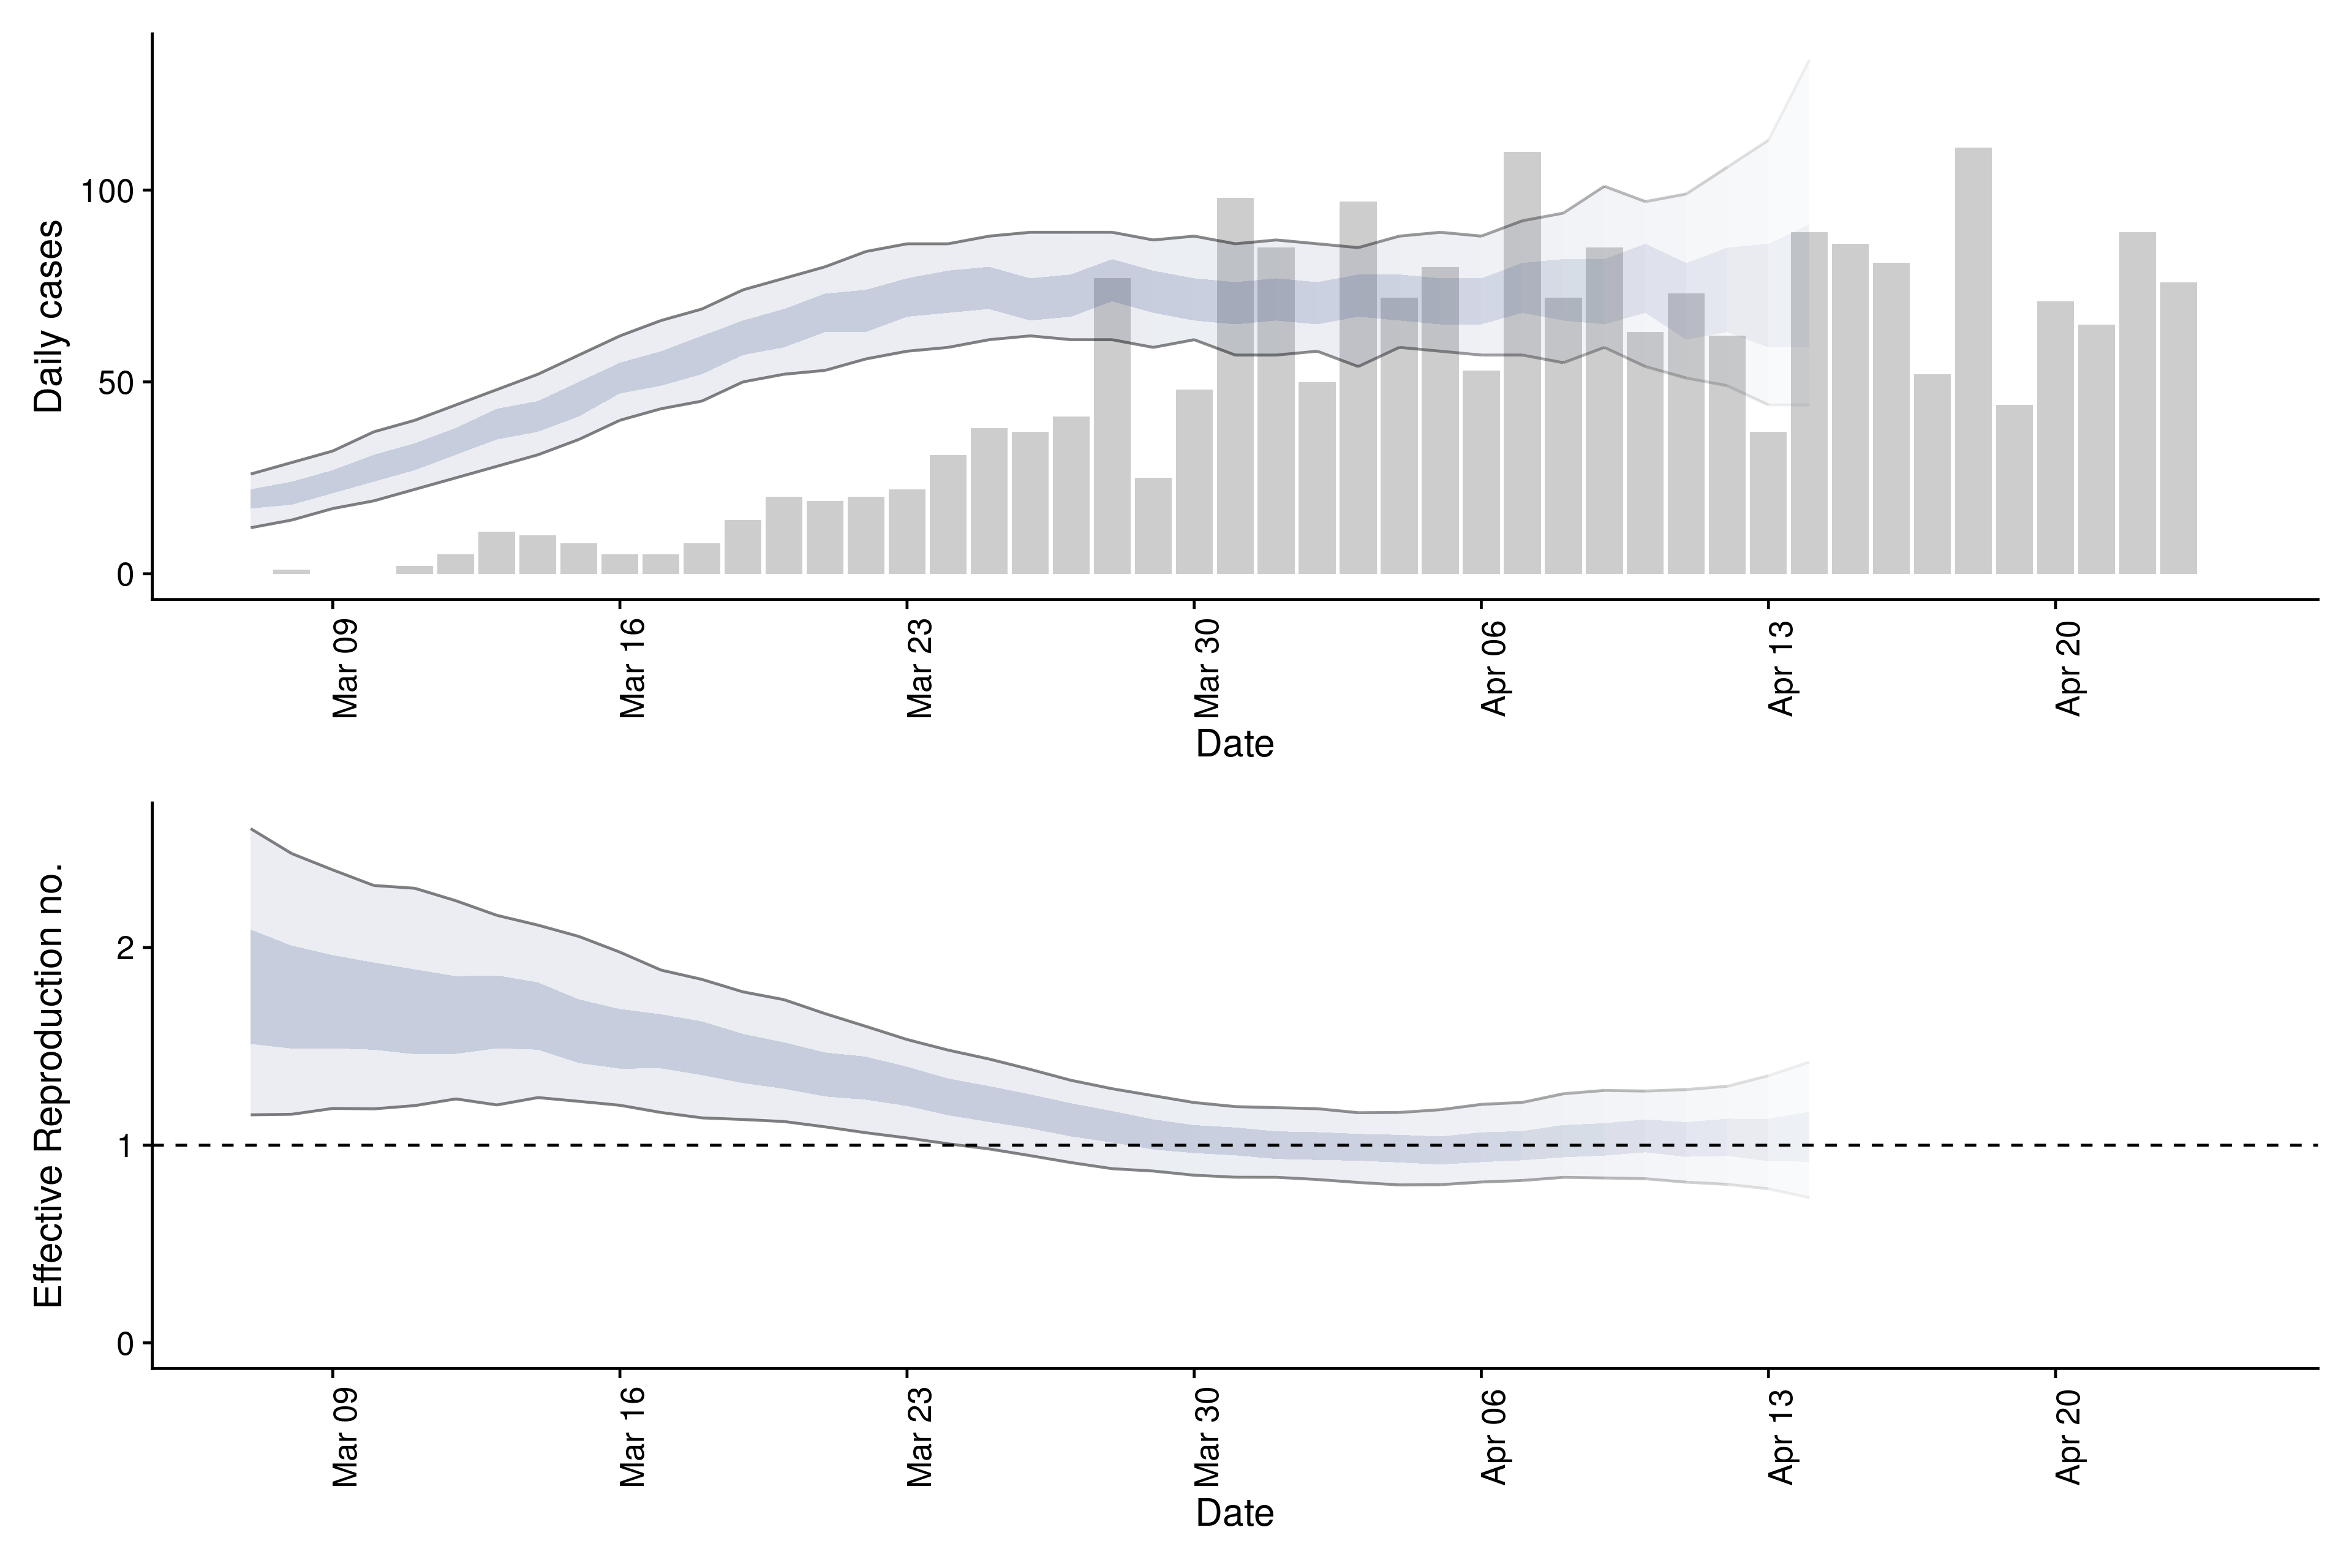 Daily cases
100
50
0
Mar 09
Mar 16
Mar 23
Mar 30
Apr 06
Apr 13
Apr 20
Date
Effective Reproduction no.
2
1
0
Mar 09
Mar 16
Mar 23
Mar 30
Apr 06
Apr 13
Apr 20
Date